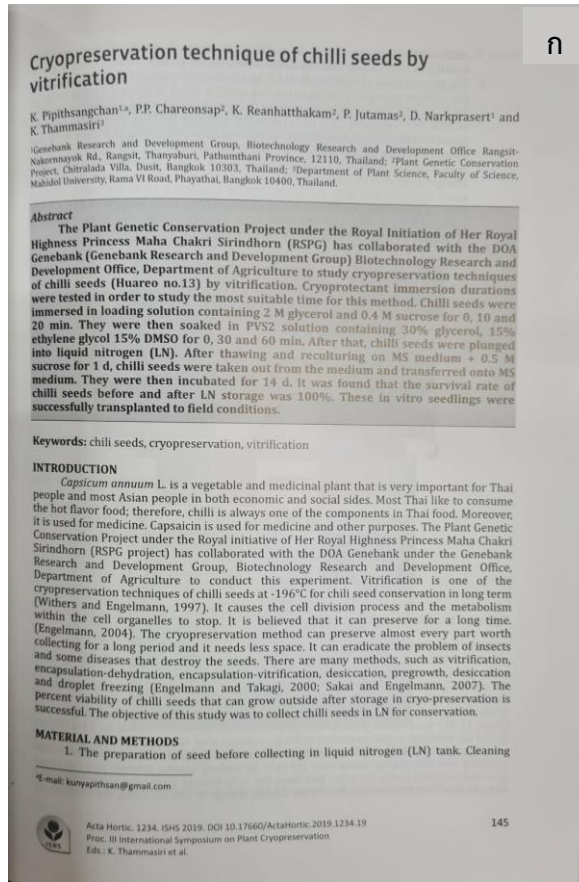 ก
Cryopreservation technique of chilli seeds by
vitrification
K. Pipithsangchan¹,ᵃ, P.P. Chareonsap², K. Reanhatthakam², P. Jutamas², D. Narkprasert¹ and
K. Thammasiri³
¹Genebank Research and Development Group, Biotechnology Research and Development Office Rangsit-
Nakornnayok Rd., Rangsit, Thanyaburi, Pathumthani Province, 12110, Thailand; ²Plant Genetic Conservation
Project, Chitralada Villa, Dusit, Bangkok 10303, Thailand; ³Department of Plant Science, Faculty of Science,
Mahidol University, Rama VI Road, Phayathai, Bangkok 10400, Thailand.
Abstract
The Plant Genetic Conservation Project under the Royal Initiation of Her Royal
Highness Princess Maha Chakri Sirindhorn (RSPG) has collaborated with the DOA
Genebank (Genebank Research and Development Group) Biotechnology Research and
Development Office, Department of Agriculture to study cryopreservation techniques
of chilli seeds (Huareo no.13) by vitrification. Cryoprotectant immersion durations
were tested in order to study the most suitable time for this method. Chilli seeds were
immersed in loading solution containing 2 M glycerol and 0.4 M sucrose for 0, 10 and
20 min. They were then soaked in PVS2 solution containing 30% glycerol, 15%
ethylene glycol 15% DMSO for 0, 30 and 60 min. After that, chilli seeds were plunged
into liquid nitrogen (LN). After thawing and reculturing on MS medium + 0.5 M
sucrose for 1 d, chilli seeds were taken out from the medium and transferred onto MS
medium. They were then incubated for 14 d. It was found that the survival rate of
chilli seeds before and after LN storage was 100%. These in vitro seedlings were
successfully transplanted to field conditions.
Keywords: chili seeds, cryopreservation, vitrification
INTRODUCTION
Capsicum annuum L. is a vegetable and medicinal plant that is very important for Thai
people and most Asian people in both economic and social sides. Most Thai like to consume
the hot flavor food; therefore, chilli is always one of the components in Thai food. Moreover,
it is used for medicine. Capsaicin is used for medicine and other purposes. The Plant Genetic
Conservation Project under the Royal initiative of Her Royal Highness Princess Maha Chakri
Sirindhorn (RSPG project) has collaborated with the DOA Genebank under the Genebank
Research and Development Group, Biotechnology Research and Development Office,
Department of Agriculture to conduct this experiment. Vitrification is one of the
cryopreservation techniques of chilli seeds at -196°C for chili seed conservation in long term
(Withers and Engelmann, 1997). It causes the cell division process and the metabolism
within the cell organelles to stop. It is believed that it can preserve for a long time.
(Engelmann, 2004). The cryopreservation method can preserve almost every part worth
collecting for a long period and it needs less space. It can eradicate the problem of insects
and some diseases that destroy the seeds. There are many methods, such as vitrification,
encapsulation-dehydration, encapsulation-vitrification, desiccation, pregrowth, desiccation
and droplet freezing (Engelmann and Takagi, 2000; Sakai and Engelmann, 2007). The
percent viability of chilli seeds that can grow outside after storage in cryo-preservation is
successful. The objective of this study was to collect chilli seeds in LN for conservation.
MATERIAL AND METHODS
1. The preparation of seed before collecting in liquid nitrogen (LN) tank. Cleaning
ᵃE-mail: kunyapithsan@gmail.com
ISHS
Acta Hortic. 1234. ISHS 2019. DOI 10.17660/ActaHortic.2019.1234.19
Proc. III International Symposium on Plant Cryopreservation
Eds.: K. Thammasiri et al.
145